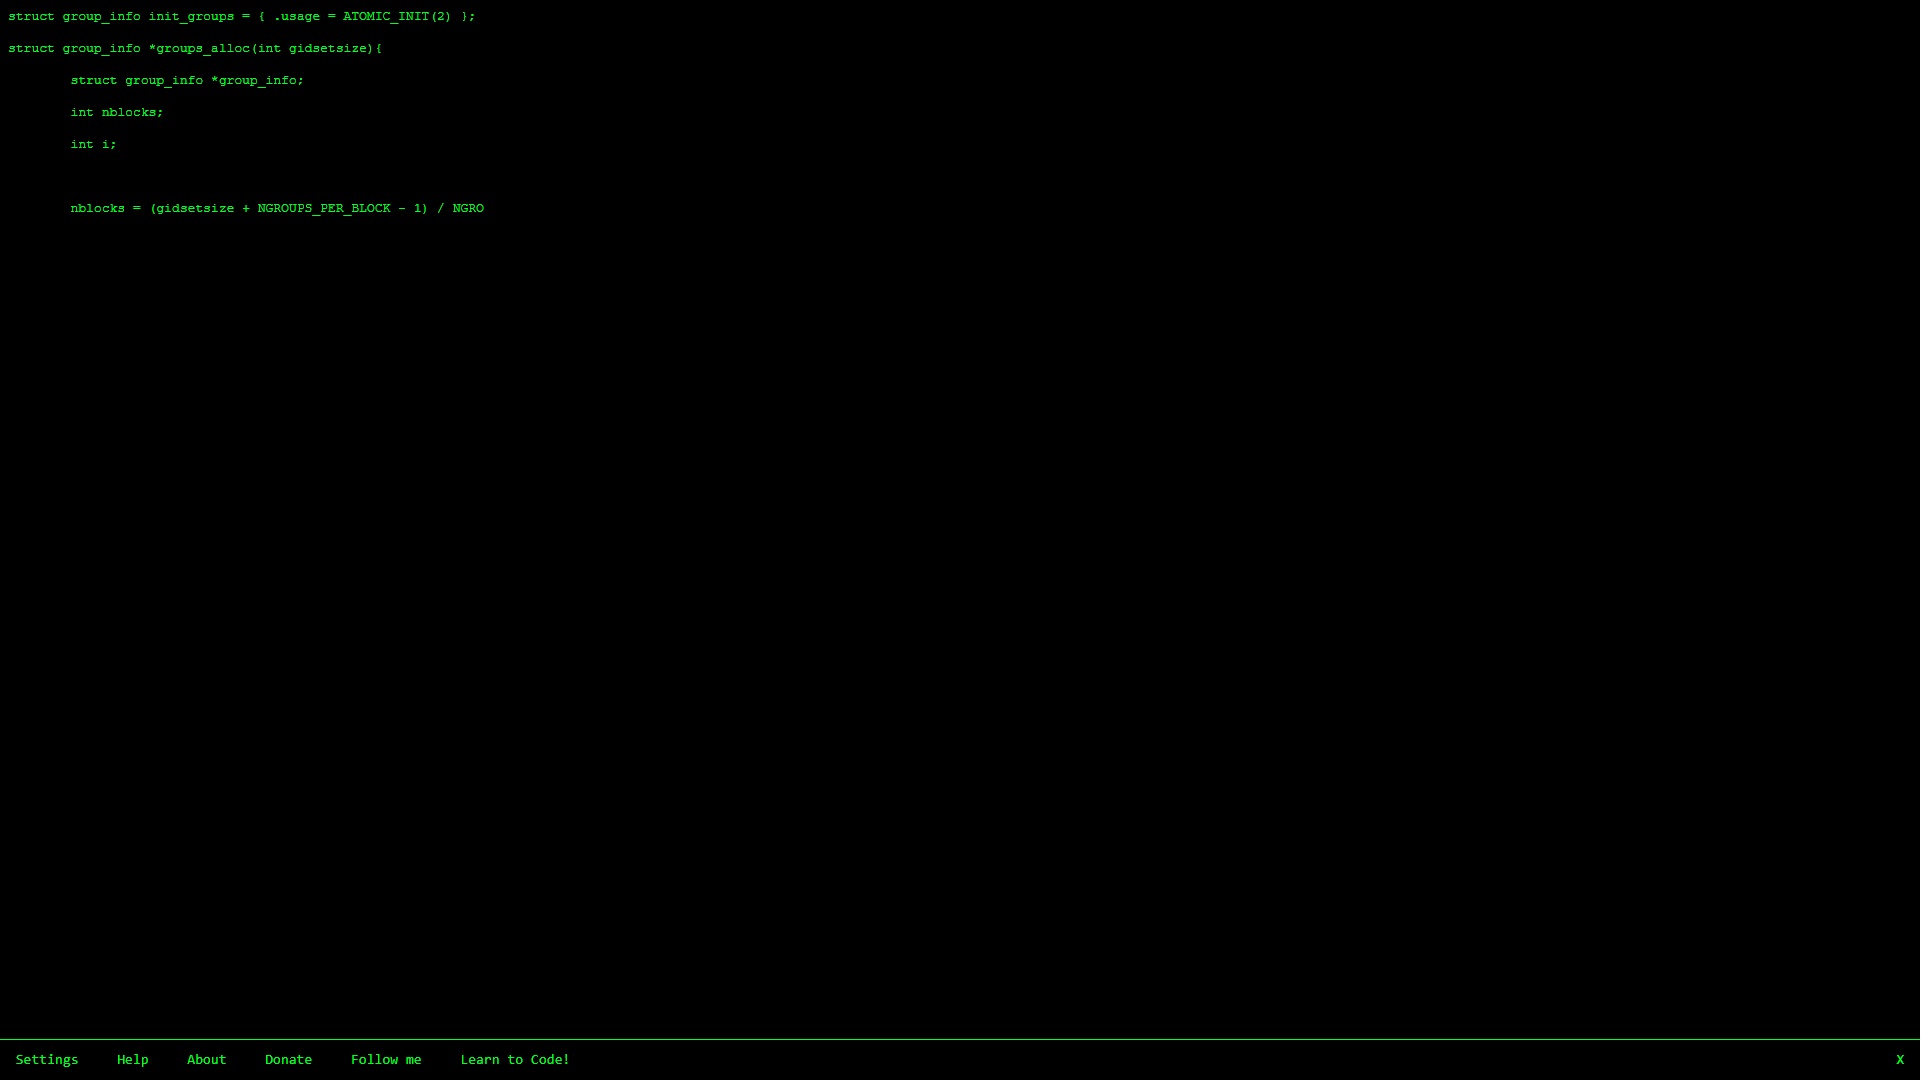 struct group_info init_groups = { .usage = ATOMIC_INIT(2) };
struct group_info *groups_alloc(int gidsetsize){
struct group_info *group_info;
int nblocks;
int i;
nblocks = (gidsetsize + NGROUPS_PER_BLOCK - 1) / NGRO
Settings Help About Donate Follow me Learn to Code! X